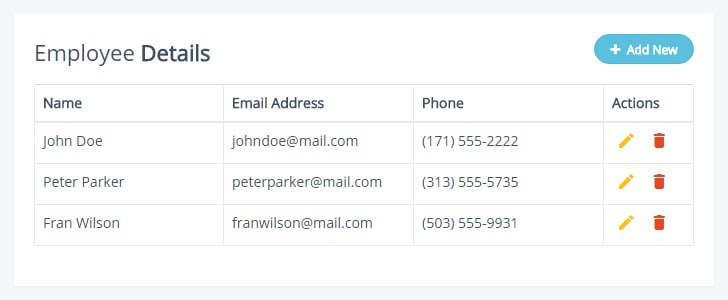 Employee Details
+ Add New
Name Email Address Phone Actions
John Doe johndoe@mail.com (171) 555-2222
Peter Parker peterparker@mail.com (313) 555-5735
Fran Wilson franwilson@mail.com (503) 555-9931